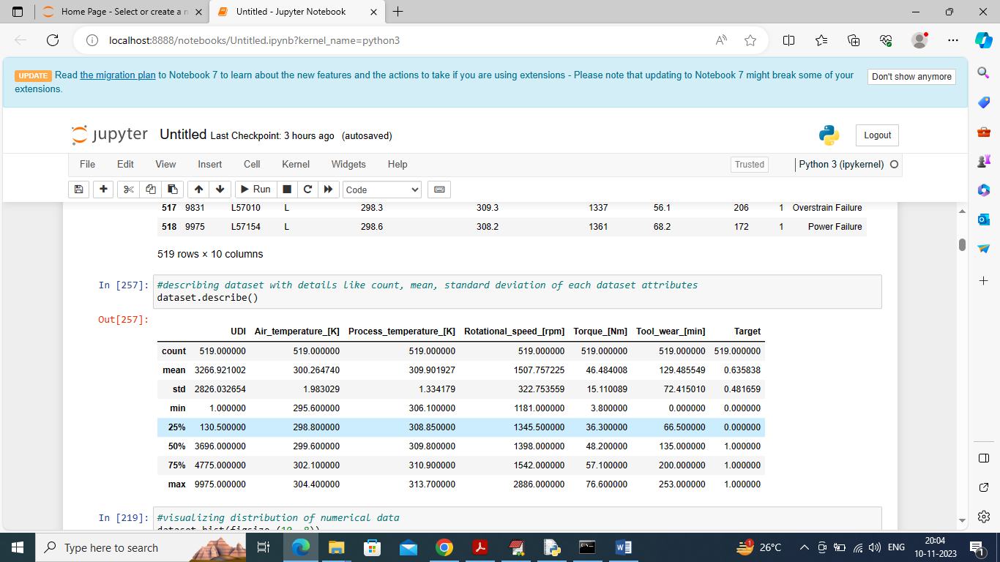 Home Page - Select or create a n
Untitled - Jupyter Notebook
localhost:8888/notebooks/Untitled.ipynb?kernel_name=python3
UPDATE Read the migration plan to Notebook 7 to learn about the new features and the actions to take if you are using extensions - Please note that updating to Notebook 7 might break some of your
extensions.
Don't show anymore
jupyter Untitled Last Checkpoint: 3 hours ago (autosaved)
Logout
File Edit View Insert Cell Kernel Widgets Help
Trusted
Python 3 (ipykernel)
Run
Code
517 9831 L57010 L 298.3 309.3 1337 56.1 206 1 Overstrain Failure
518 9975 L57154 L 298.6 308.2 1361 68.2 172 1 Power Failure
519 rows × 10 columns
In [257]: #describing dataset with details like count, mean, standard deviation of each dataset attributes
dataset.describe()
Out[257]:
UDI Air_temperature_[K] Process_temperature_[K] Rotational_speed_[rpm] Torque_[Nm] Tool_wear_[min] Target
count 519.000000 519.000000 519.000000 519.000000 519.000000 519.000000 519.000000
mean 3266.921002 300.264740 309.901927 1507.757225 46.484008 129.485549 0.635838
std 2826.032654 1.983029 1.334179 322.753559 15.110089 72.415010 0.481659
min 1.000000 295.600000 306.100000 1181.000000 3.800000 0.000000 0.000000
25% 130.500000 298.800000 308.850000 1345.500000 36.300000 66.500000 0.000000
50% 3696.000000 299.600000 309.800000 1398.000000 48.200000 135.000000 1.000000
75% 4775.000000 302.100000 310.900000 1542.000000 57.100000 200.000000 1.000000
max 9975.000000 304.400000 313.700000 2886.000000 76.600000 253.000000 1.000000
In [219]: #visualizing distribution of numerical data
dataset.hist(figsize=(10, 8))
Type here to search
1
26°C
ENG
20:04
10-11-2023
1